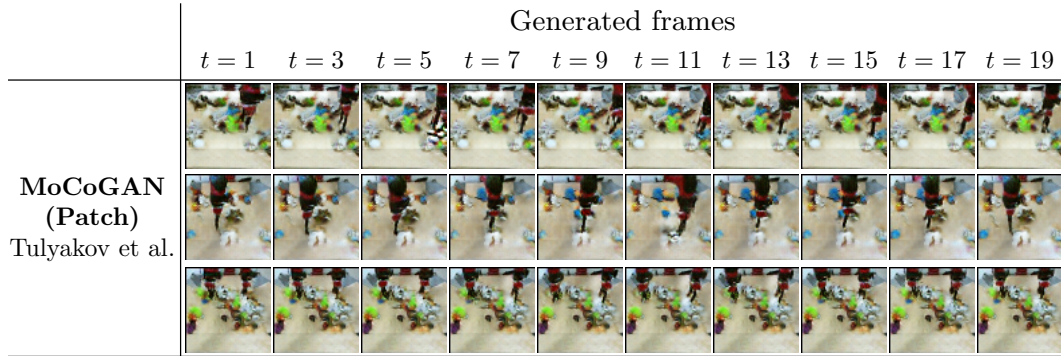 Generated frames
t = 1 t = 3 t = 5 t = 7 t = 9 t = 11 t = 13 t = 15 t = 17 t = 19
MoCoGAN
(Patch)
Tulyakov et al.